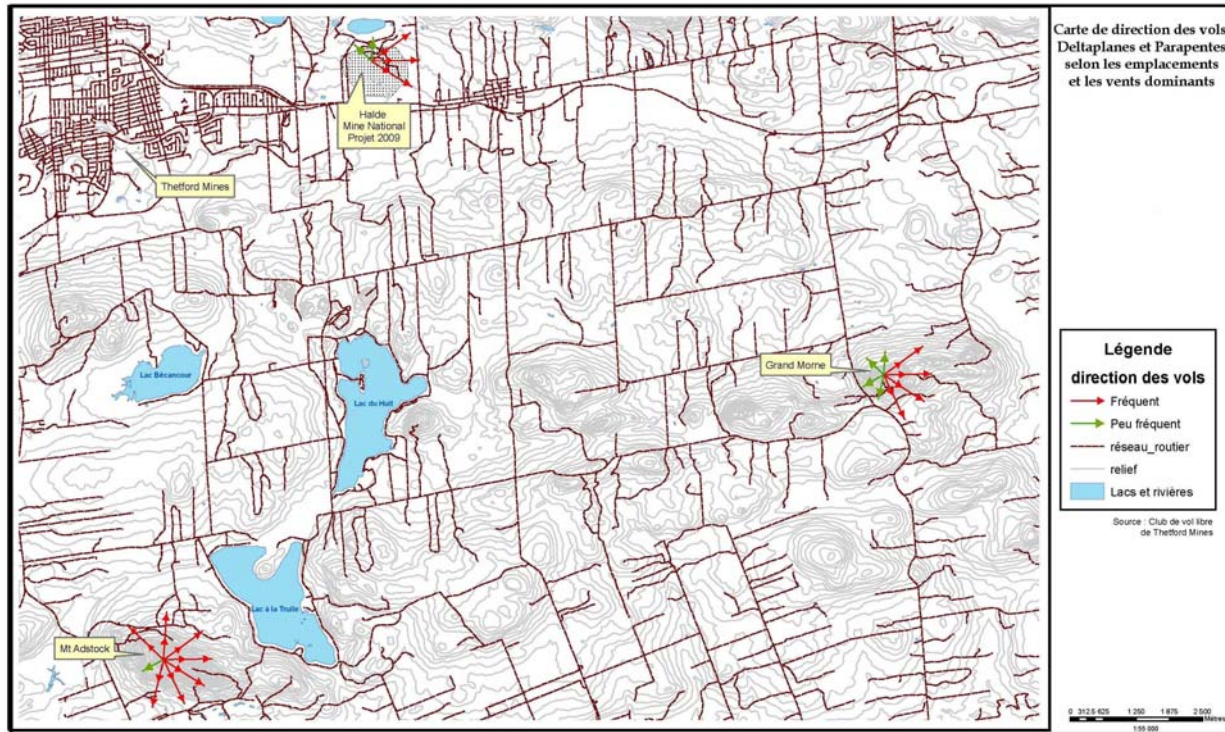 Carte de direction des vols
Deltaplanes et Parapentes
selon les emplacements
et les vents dominants
Halde
Mine National
Projet 2009
Thetford Mines
Grand Morne
Lac Bécancour
Lac du Huit
Lac à la Truite
Mt Adstock
Légende
direction des vols
Fréquent
Peu fréquent
réseau_routier
relief
Lacs et rivières
Source : Club de vol libre
de Thetford Mines
0 312.5 625 1 250 1 875 2 500
Mètres
1:55 000